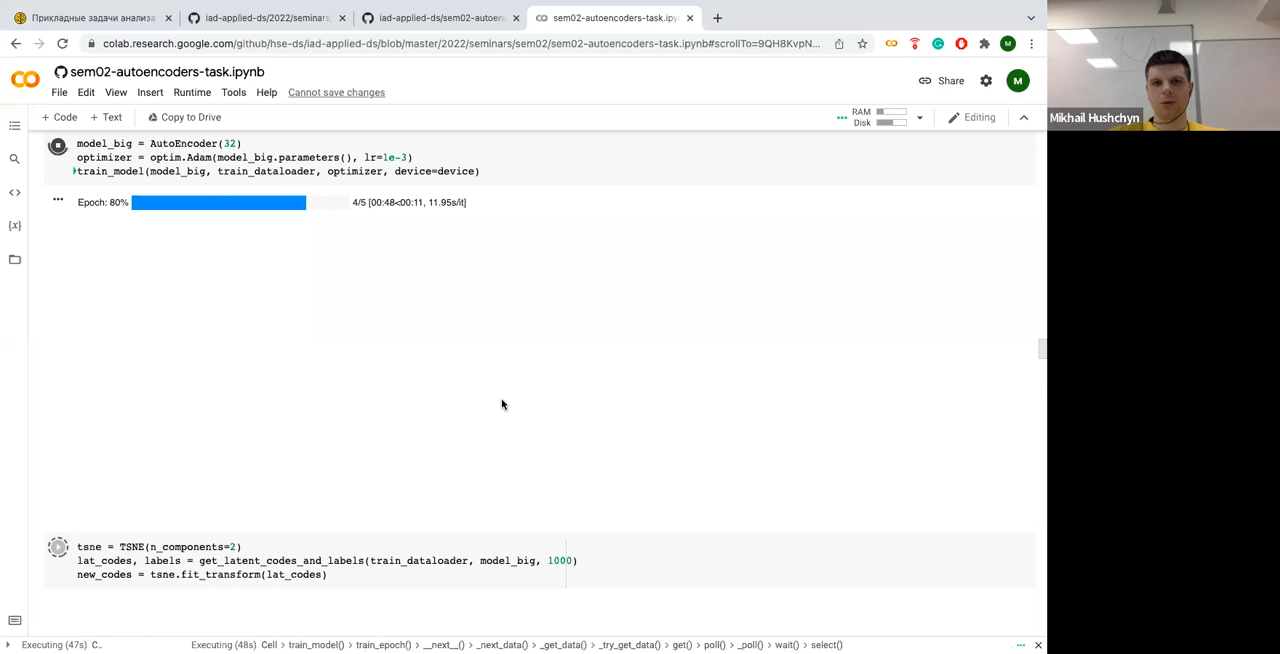 Прикладные задачи анализа
iad-applied-ds/2022/seminars
iad-applied-ds/sem02-autoenc
sem02-autoencoders-task.ipyn
colab.research.google.com/github/hse-ds/iad-applied-ds/blob/master/2022/seminars/sem02/sem02-autoencoders-task.ipynb#scrollTo=9QH8KvpN...
M
sem02-autoencoders-task.ipynb
Share
M
File Edit View Insert Runtime Tools Help Cannot save changes
+ Code + Text Copy to Drive
RAM
Disk
Editing
Mikhail Hushchyn
model_big = AutoEncoder(32)
optimizer = optim.Adam(model_big.parameters(), lr=1e-3)
train_model(model_big, train_dataloader, optimizer, device=device)
Epoch: 80% 4/5 [00:48<00:11, 11.95s/it]
tsne = TSNE(n_components=2)
lat_codes, labels = get_latent_codes_and_labels(train_dataloader, model_big, 1000)
new_codes = tsne.fit_transform(lat_codes)
Executing (47s) C.. Executing (48s) Cell > train_model() > train_epoch() > __next__() > _next_data() > _get_data() > _try_get_data() > get() > poll() > _poll() > wait() > select()